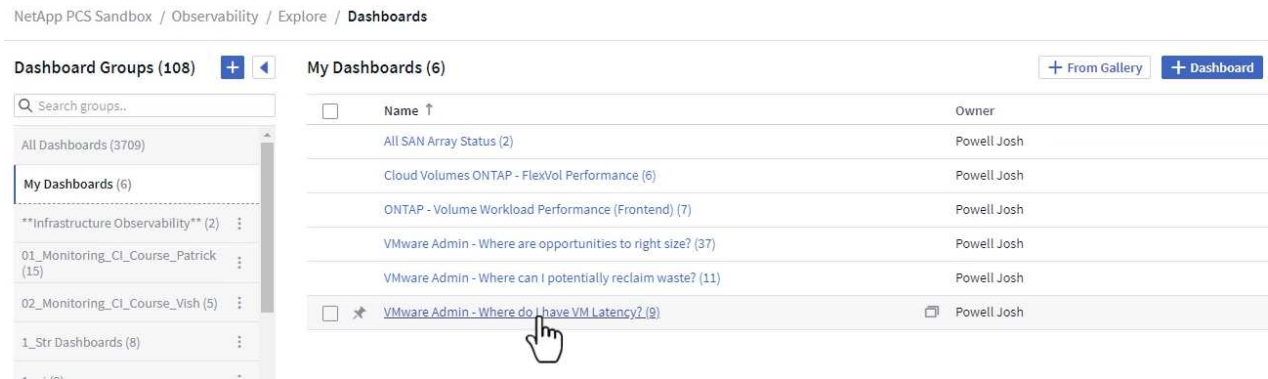 NetApp PCS Sandbox / Observability / Explore / Dashboards
Dashboard Groups (108)
Search groups..
All Dashboards (3709)
My Dashboards (6)
**Infrastructure Observability** (2)
01_Monitoring_CI_Course_Patrick
(15)
02_Monitoring_CI_Course_Vish (5)
1_Str Dashboards (8)
My Dashboards (6)
+ From Gallery
+ Dashboard
Name ↑ Owner
All SAN Array Status (2) Powell Josh
Cloud Volumes ONTAP - FlexVol Performance (6) Powell Josh
ONTAP - Volume Workload Performance (Frontend) (7) Powell Josh
VMware Admin - Where are opportunities to right size? (37) Powell Josh
VMware Admin - Where can I potentially reclaim waste? (11) Powell Josh
VMware Admin - Where do I have VM Latency? (9) Powell Josh